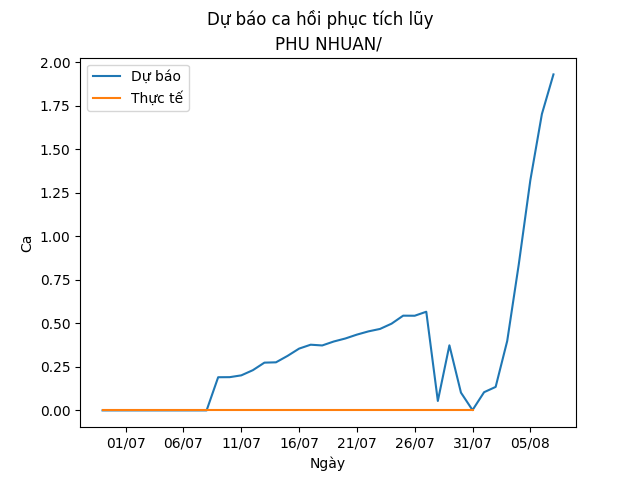 Dự báo ca hồi phục tích lũy
PHU NHUAN/
Dự báo
Thực tế
Ca
2.00
1.75
1.50
1.25
1.00
0.75
0.50
0.25
0.00
01/07 06/07 11/07 16/07 21/07 26/07 31/07 05/08
Ngày